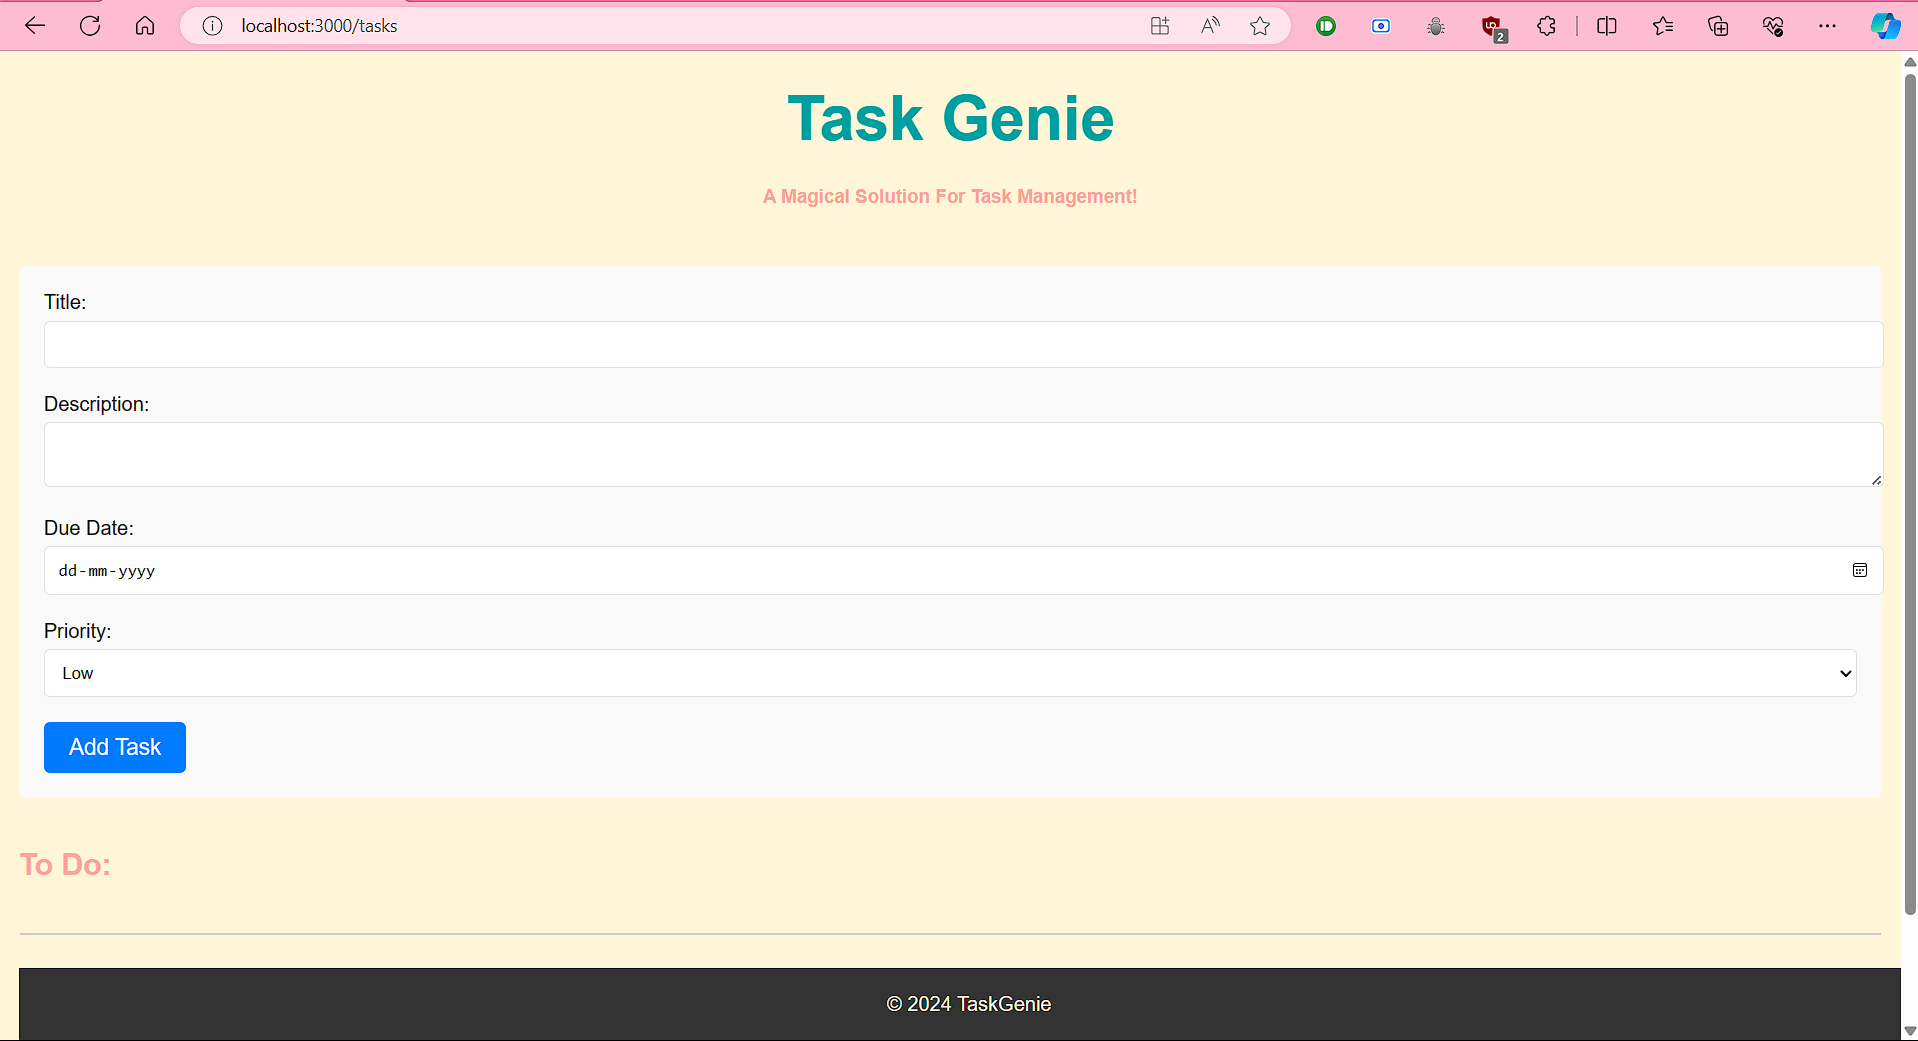 localhost:3000/tasks
2
Task Genie
A Magical Solution For Task Management!
Title:
Description:
Due Date:
dd-mm-yyyy
Priority:
Low
Add Task
To Do:
© 2024 TaskGenie